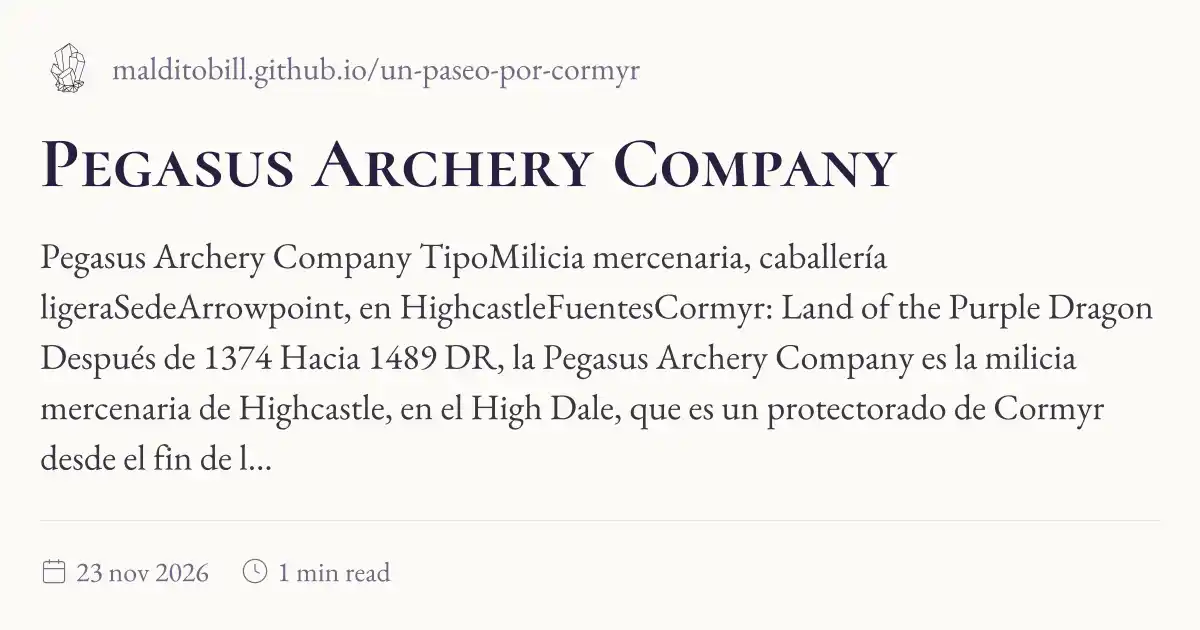 malditobill.github.io/un-paseo-por-cormyr
Pegasus Archery Company
Pegasus Archery Company TipoMilicia mercenaria, caballería
ligeraSedeArrowpoint, en HighcastleFuentesCormyr: Land of the Purple Dragon
Después de 1374 Hacia 1489 DR, la Pegasus Archery Company es la milicia
mercenaria de Highcastle, en el High Dale, que es un protectorado de Cormyr
desde el fin de l...
23 nov 2026
1 min read